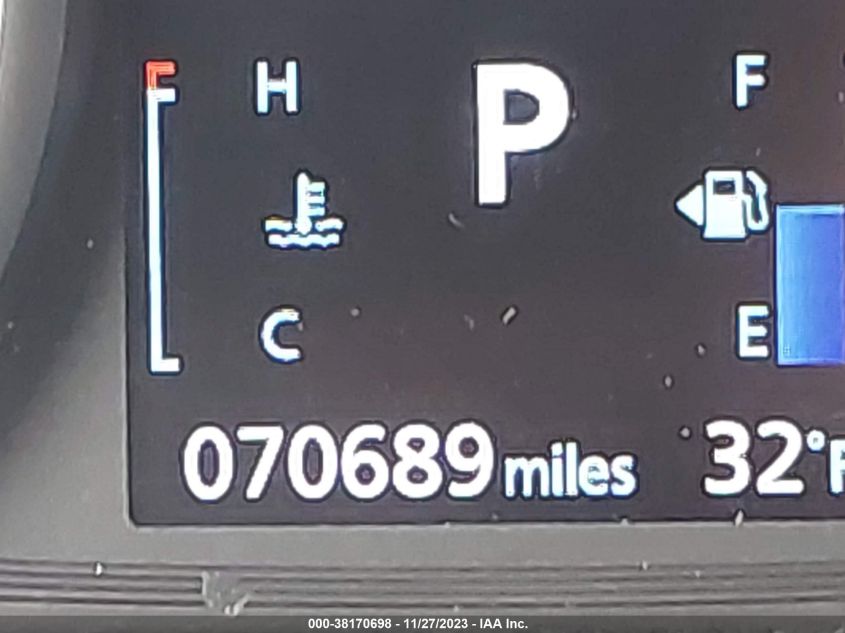 H P F
C E
070689 miles 32°F
000-38170698 - 11/27/2023 - IAA Inc.